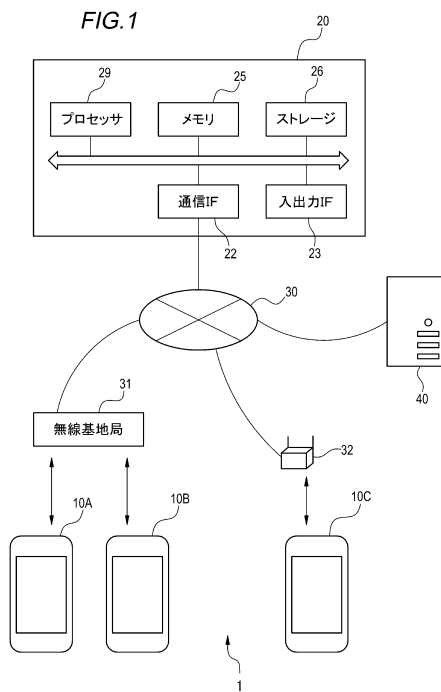 FIG.1
20
29
25
26
プロセッサ
メモリ
ストレージ
通信IF
入出力IF
22
23
30
40
31
無線基地局
32
10A
10B
10C
1